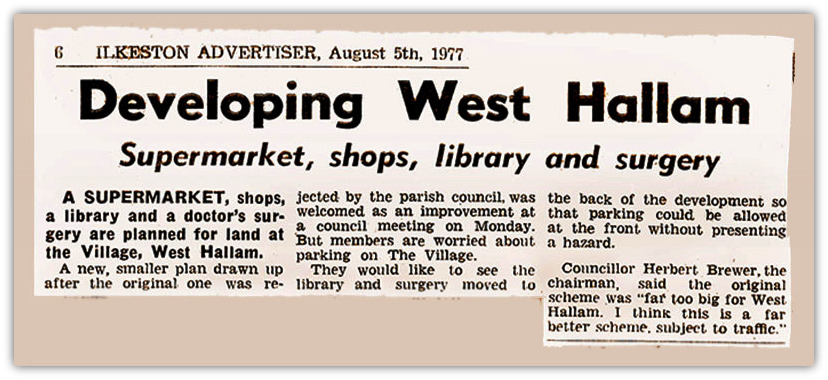 6 ILKESTON ADVERTISER, August 5th, 1977
Developing West Hallam
Supermarket, shops, library and surgery
A SUPERMARKET, shops,
a library and a doctor's sur-
gery are planned for land at
the Village, West Hallam.
A new, smaller plan drawn up
after the original one was re-
jected by the parish council, was
welcomed as an improvement at
a council meeting on Monday.
But members are worried about
parking on The Village.
They would like to see the
library and surgery moved to
the back of the development so
that parking could be allowed
at the front without presenting
a hazard.
Councillor Herbert Brewer, the
chairman, said the original
scheme was "far too big for West
Hallam. I think this is a far
better scheme, subject to traffic."